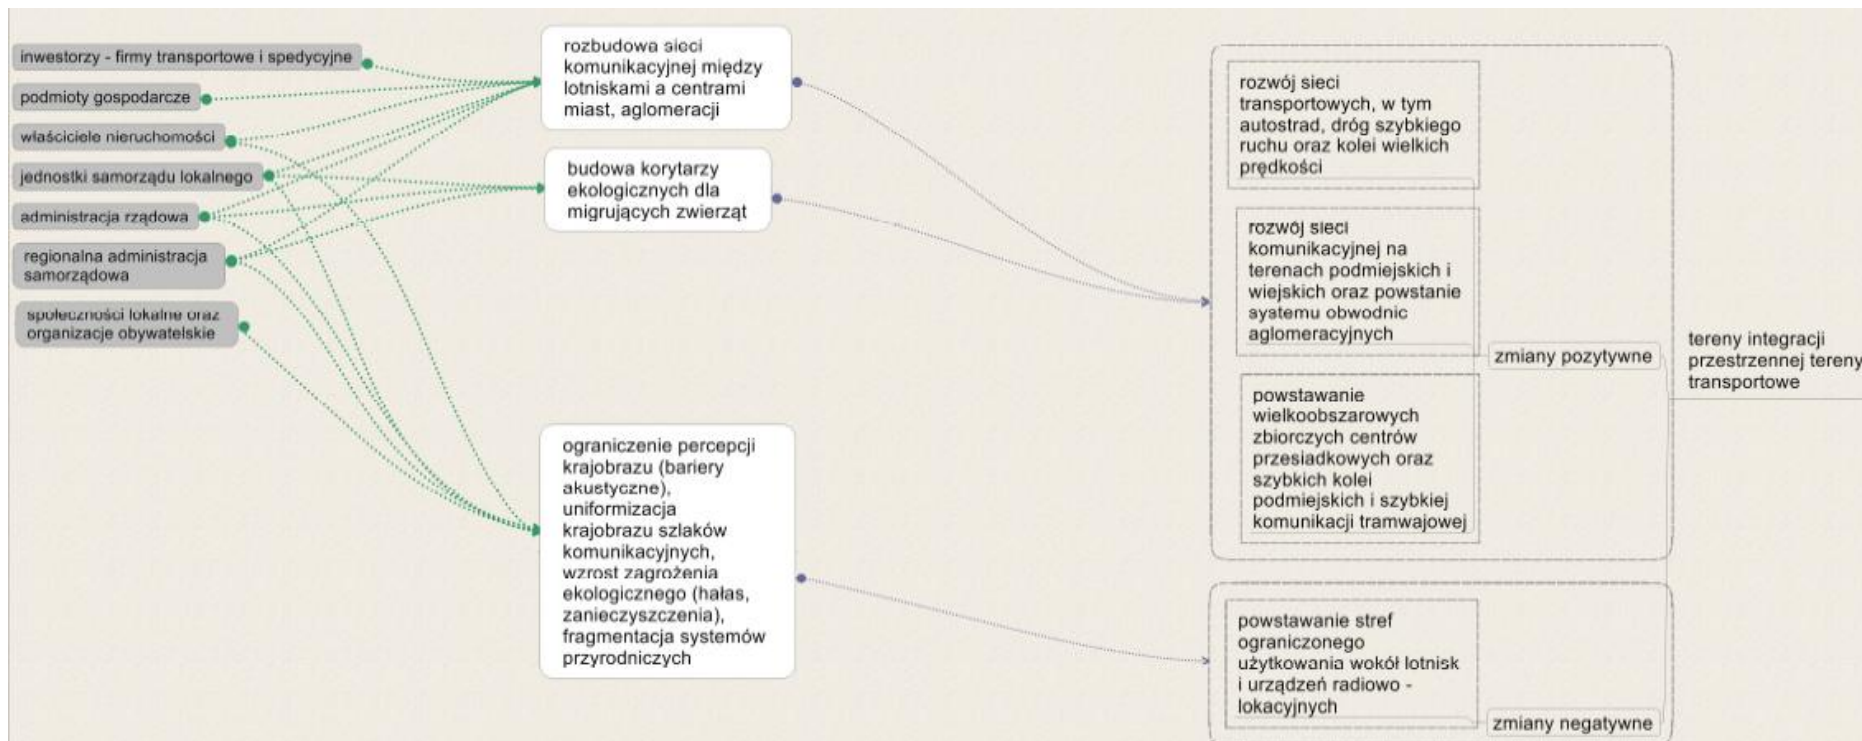 inwestorzy - firmy transportowe i spedycyjne
podmioty gospodarcze
właściciele nieruchomości
jednostki samorządu lokalnego
administracja rządowa
regionalna administracja
samorządowa
społeczności lokalne oraz
organizacje obywatelskie
rozbudowa sieci
komunikacyjnej między
lotniskami a centrami
miast, aglomeracji
budowa korytarzy
ekologicznych dla
migrujących zwierząt
ograniczenie percepcji
krajobrazu (bariery
akustyczne),
uniformizacja
krajobrazu szlaków
komunikacyjnych,
wzrost zagrożenia
ekologicznego (hałas,
zanieczyszczenia),
fragmentacja systemów
przyrodniczych
rozwój sieci
transportowych, w tym
autostrad, dróg szybkiego
ruchu oraz kolei wielkich
prędkości
rozwój sieci
komunikacyjnej na
terenach podmiejskich i
wiejskich oraz powstanie
systemu obwodnic
aglomeracyjnych
powstawanie
wielkoobszarowych
zbiorczych centrów
przesiadkowych oraz
szybkich kolei
podmiejskich i szybkiej
komunikacji tramwajowej
zmiany pozytywne
powstawanie stref
ograniczonego
użytkowania wokół lotnisk
i urządzeń radiowo -
lokacyjnych
zmiany negatywne
tereny integracji
przestrzennej tereny
transportowe